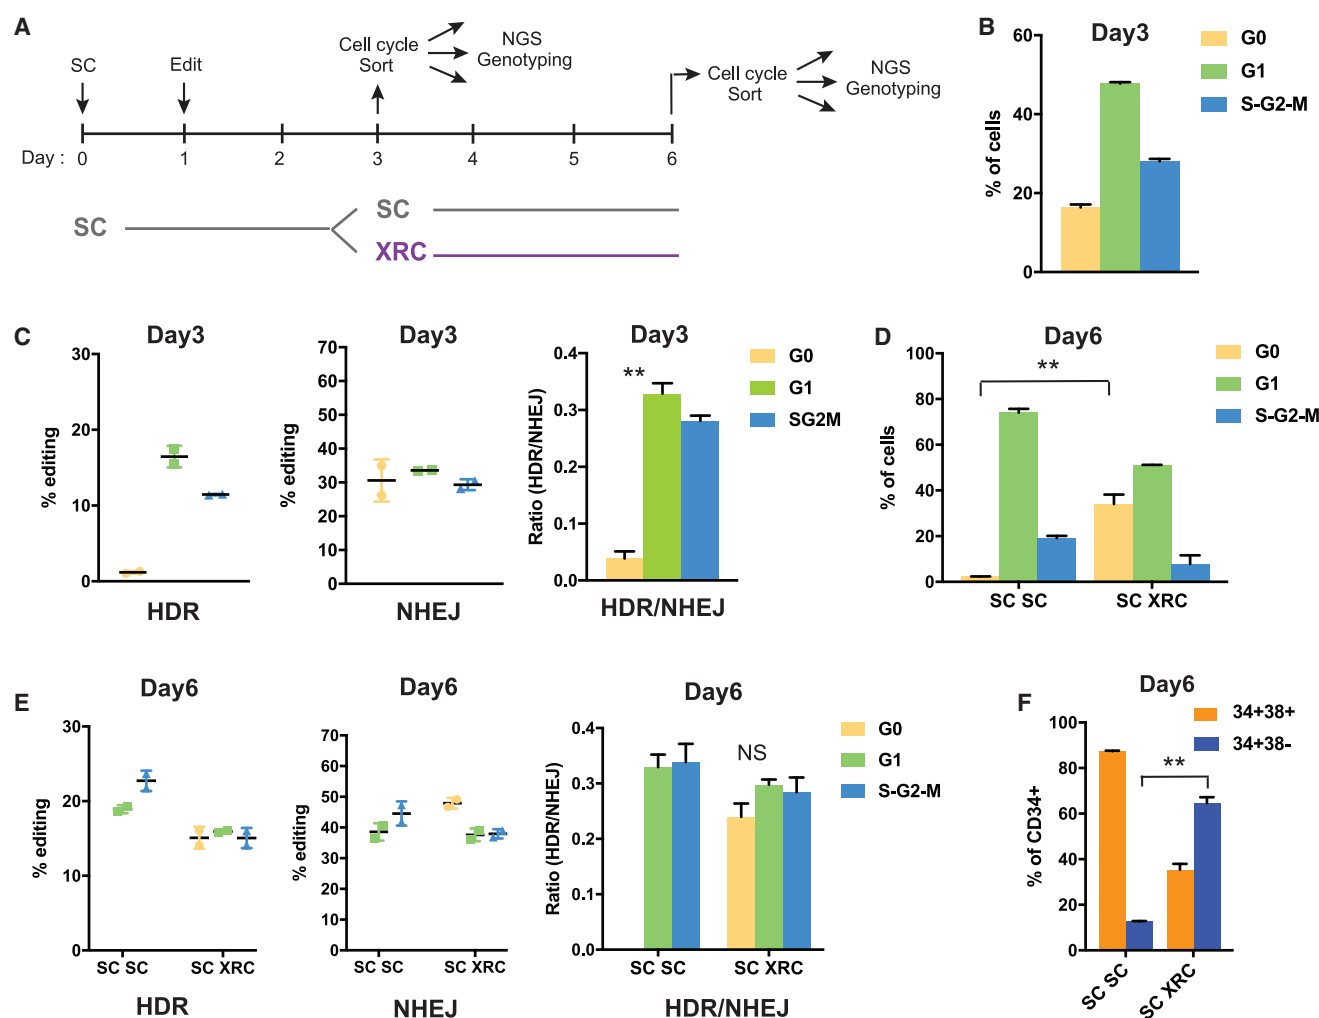 A
SC
Edit
Cell cycle
Sort
NGS
Genotyping
Cell cycle
Sort
NGS
Genotyping
Day : 0 1 2 3 4 5 6
SC
SC
XRC
B
Day3
% of cells
60
40
20
0
G0
G1
S-G2-M
C
Day3
% editing
30
20
10
0
HDR
Day3
% editing
70
60
50
40
30
20
10
0
NHEJ
Day3
Ratio (HDR/NHEJ)
0.4
0.3
0.1
0.0
**
HDR/NHEJ
G0
G1
SG2M
D
Day6
% of cells
100
80
60
40
20
0
**
SC SC
SC XRC
G0
G1
S-G2-M
E
Day6
% editing
30
20
10
0
SC SC
SC XRC
HDR
Day6
% editing
70
60
50
40
30
20
10
0
SC SC
SC XRC
NHEJ
Day6
Ratio (HDR/NHEJ)
0.4
0.3
0.2
0.1
0.0
NS
SC SC
SC XRC
HDR/NHEJ
G0
G1
S-G2-M
F
Day6
% of CD34+
100
80
60
40
20
0
**
SC SC
SC XRC
34+38+
34+38-